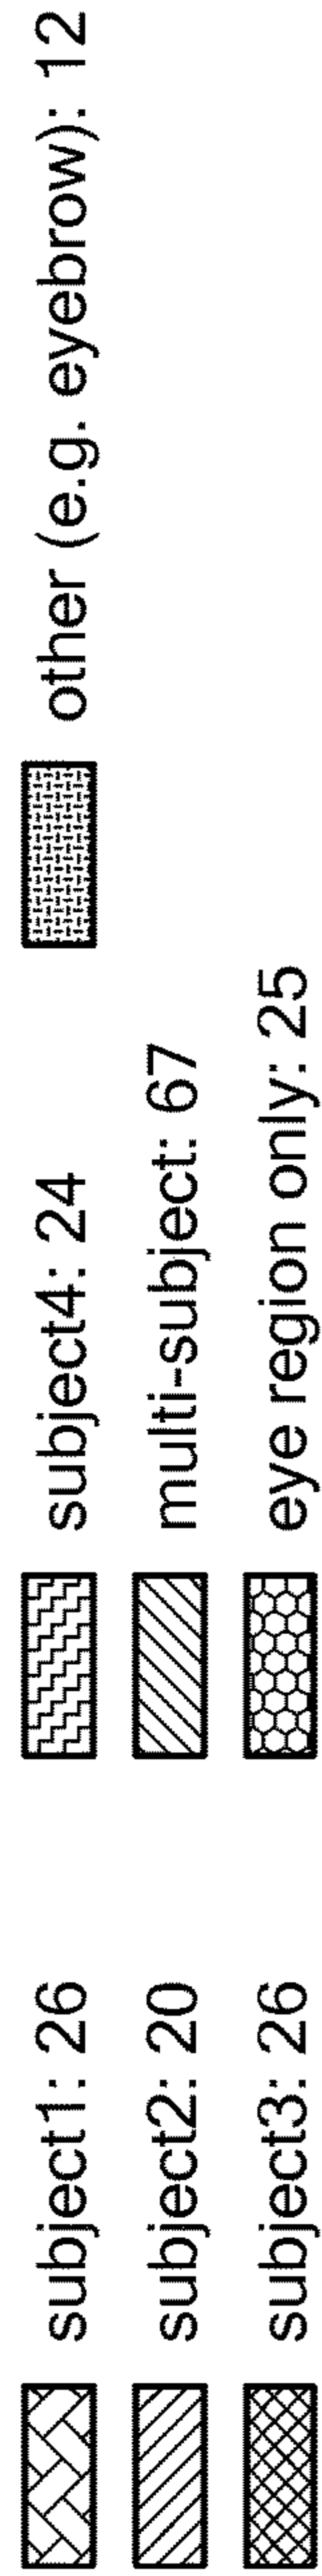 subject1: 26
subject2: 20
subject3: 26
subject4: 24
multi-subject: 67
eye region only: 25
other (e.g. eyebrow): 12